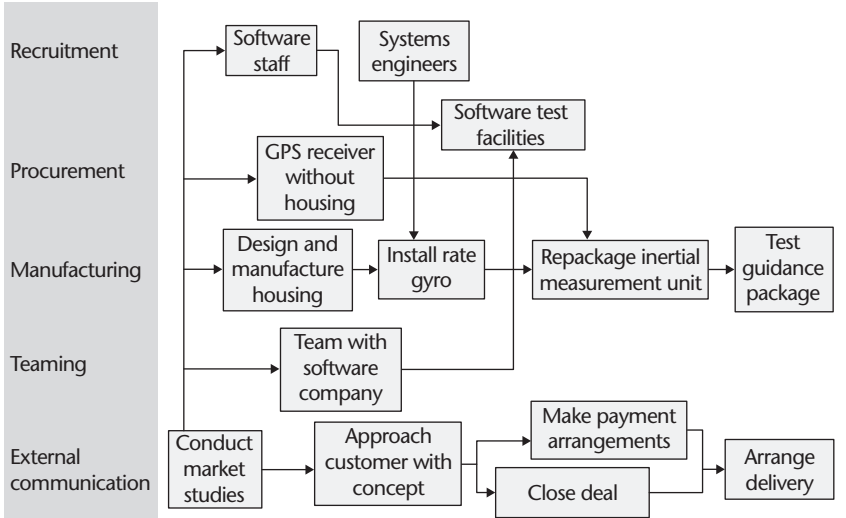 Recruitment
Software
staff
Systems
engineers
Software test
facilities
Procurement
GPS receiver
without
housing
Manufacturing
Design and
manufacture
housing
Install rate
gyro
Repackage inertial
measurement unit
Test
guidance
package
Teaming
Team with
software
company
External
communication
Conduct
market
studies
Approach
customer with
concept
Make payment
arrangements
Close deal
Arrange
delivery